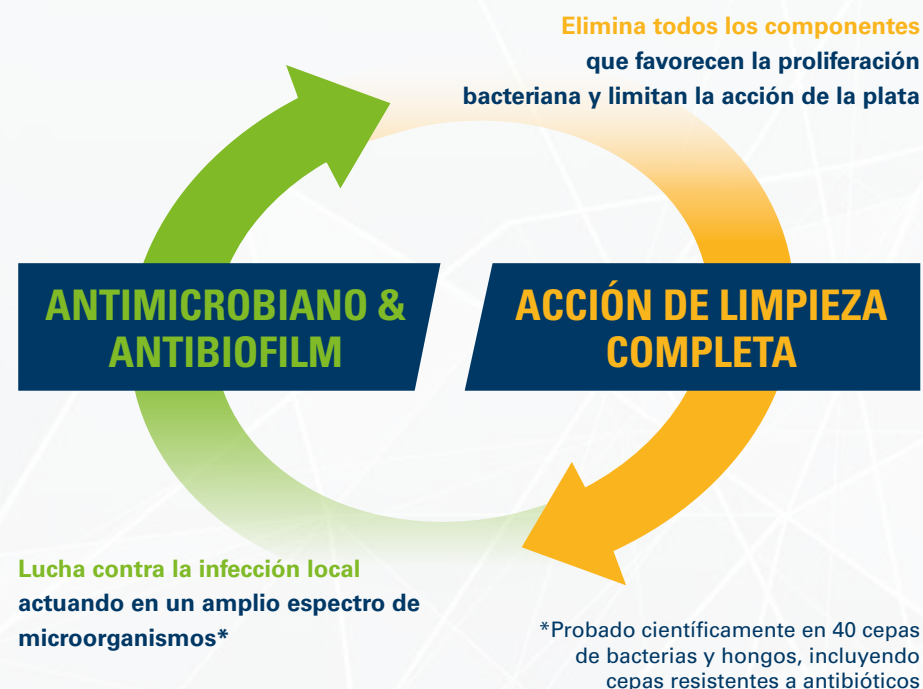 Elimina todos los componentes
que favorecen la proliferación
bacteriana y limitan la acción de la plata
ANTIMICROBIANO &
ANTIBIOFILM
ACCIÓN DE LIMPIEZA
COMPLETA
Lucha contra la infección local
actuando en un amplio espectro de
microorganismos*
*Probado científicamente en 40 cepas
de bacterias y hongos, incluyendo
cepas resistentes a antibióticos